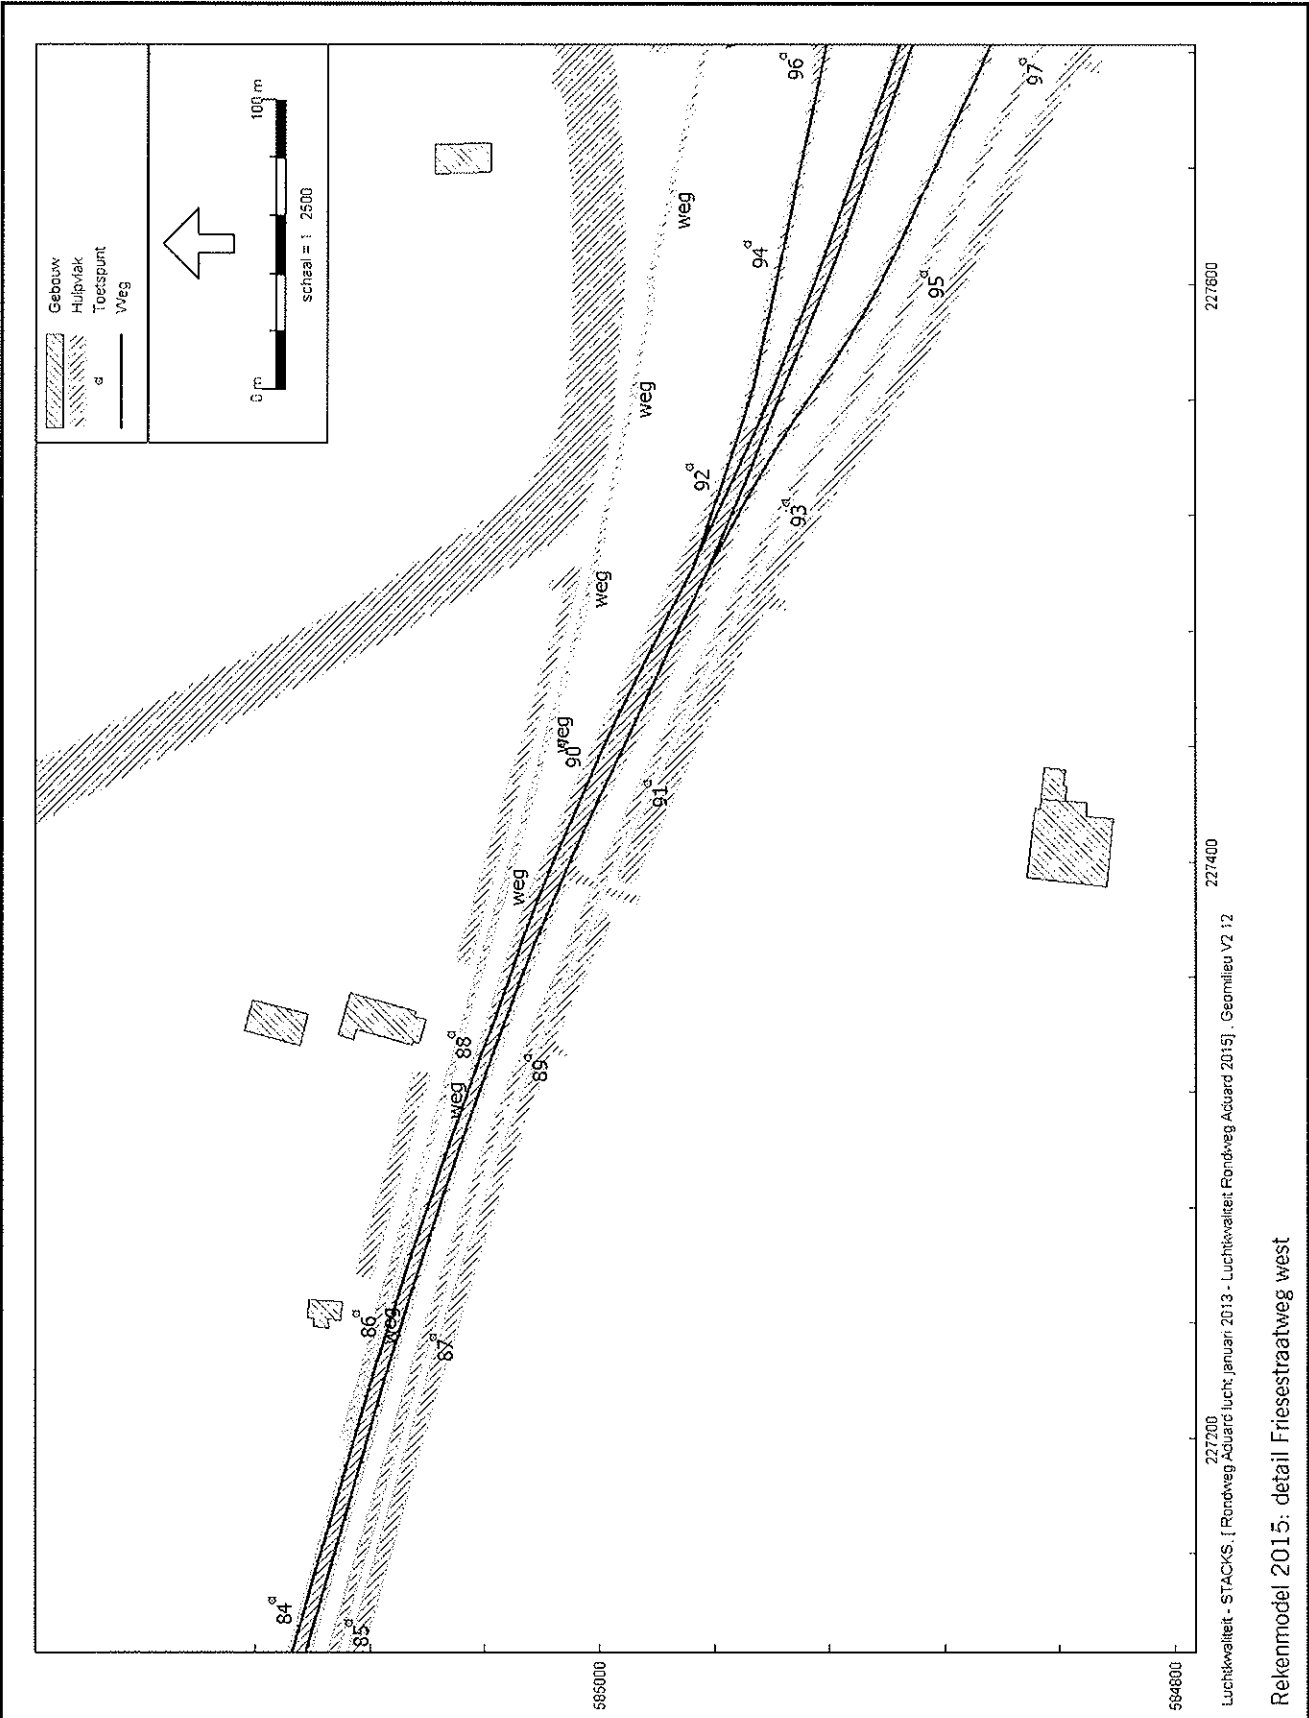 Gebouw
Hulpvlak
Toetspunt
Weg
0 m
100 m
schaal = 1 : 2500
84
85
86
weg
87
weg
88
89
weg
90
weg
91
weg
92
93
weg
94
95
weg
96
97
585000
584800
227200
227400
227800
Luchtkwaliteit - STACKS, [Rondweg Aduard lucht januari 2013 - Luchtkwaliteit Rondweg Aduard 2015], Geomilieu V2.12
Rekenmodel 2015: detail Friesestraatweg west